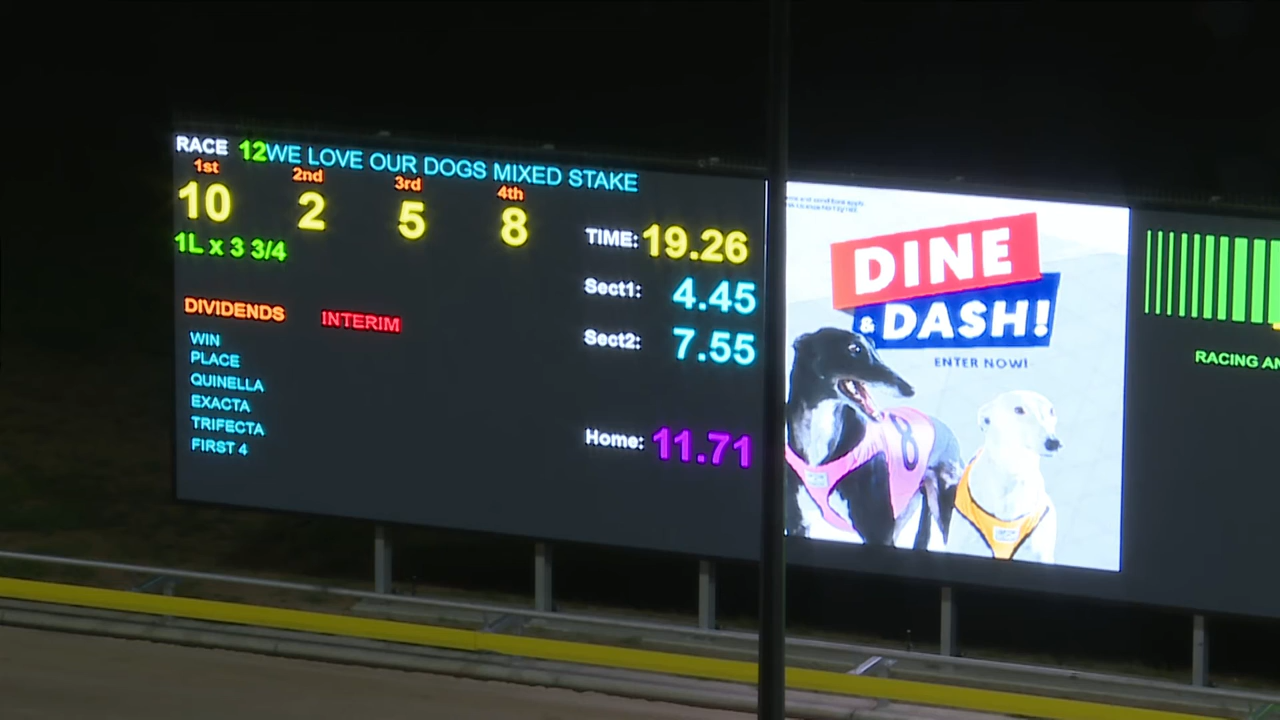 RACE 12 WE LOVE OUR DOGS MIXED STAKE
1st 2nd 3rd 4th
10 2 5 8
1L x 3 3/4
TIME: 19.26
Sect1: 4.45
Sect2: 7.55
Home: 11.71
DIVIDENDS INTERIM
WIN
PLACE
QUINELLA
EXACTA
TRIFECTA
FIRST 4
DINE
& DASH!
ENTER NOW!
8
RACING AN